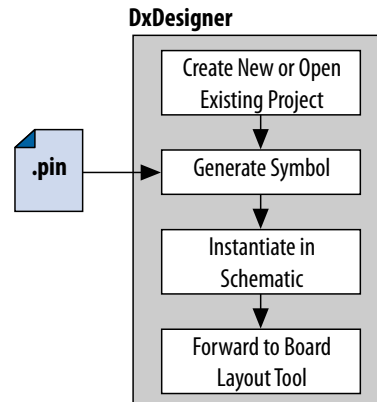 DxDesigner
Create New or Open
Existing Project
.pin
Generate Symbol
Instantiate in
Schematic
Forward to Board
Layout Tool